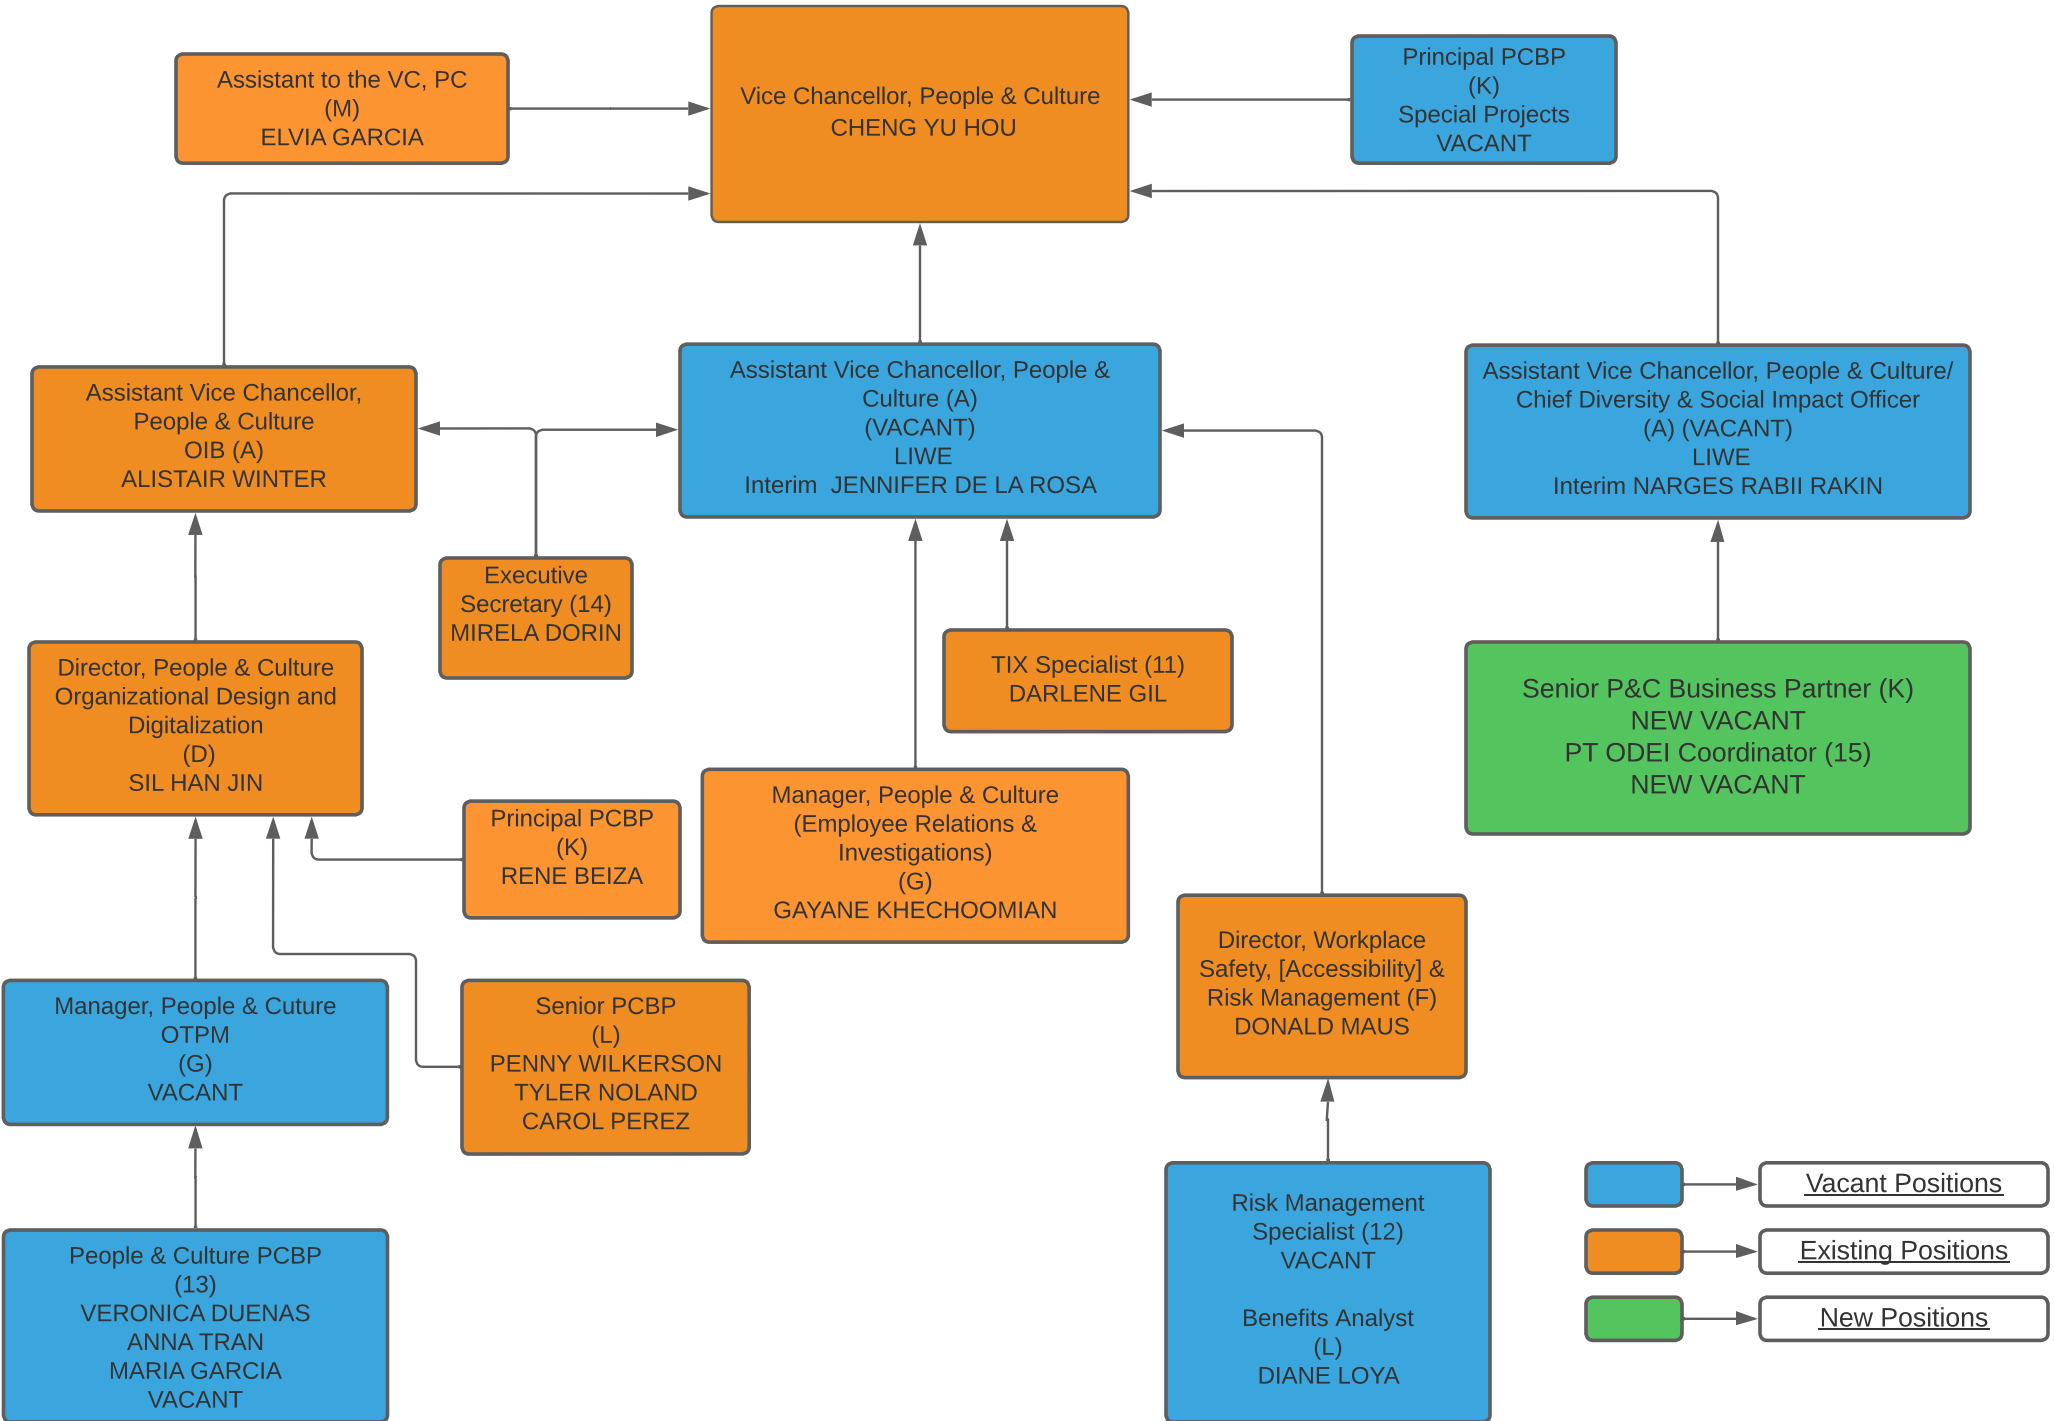 Assistant to the VC, PC
(M)
ELVIA GARCIA
Vice Chancellor, People & Culture
CHENG YU HOU
Principal PCBP
(K)
Special Projects
VACANT
Assistant Vice Chancellor,
People & Culture
OIB (A)
ALISTAIR WINTER
Assistant Vice Chancellor, People &
Culture (A)
(VACANT)
LIWE
Interim  JENNIFER DE LA ROSA
Assistant Vice Chancellor, People & Culture/
Chief Diversity & Social Impact Officer
(A) (VACANT)
LIWE
Interim NARGES RABII RAKIN
Executive
Secretary (14)
MIRELA DORIN
TIX Specialist (11)
DARLENE GIL
Director, People & Culture
Organizational Design and
Digitalization
(D)
SIL HAN JIN
Senior P&C Business Partner (K)
NEW VACANT
PT ODEI Coordinator (15)
NEW VACANT
Principal PCBP
(K)
RENE BEIZA
Manager, People & Culture
(Employee Relations &
Investigations)
(G)
GAYANE KHECHOOMIAN
Director, Workplace
Safety, [Accessibility] &
Risk Management (F)
DONALD MAUS
Manager, People & Cuture
OTPM
(G)
VACANT
Senior PCBP
(L)
PENNY WILKERSON
TYLER NOLAND
CAROL PEREZ
People & Culture PCBP
(13)
VERONICA DUENAS
ANNA TRAN
MARIA GARCIA
VACANT
Risk Management
Specialist (12)
VACANT
Benefits Analyst
(L)
DIANE LOYA
Vacant Positions
Existing Positions
New Positions